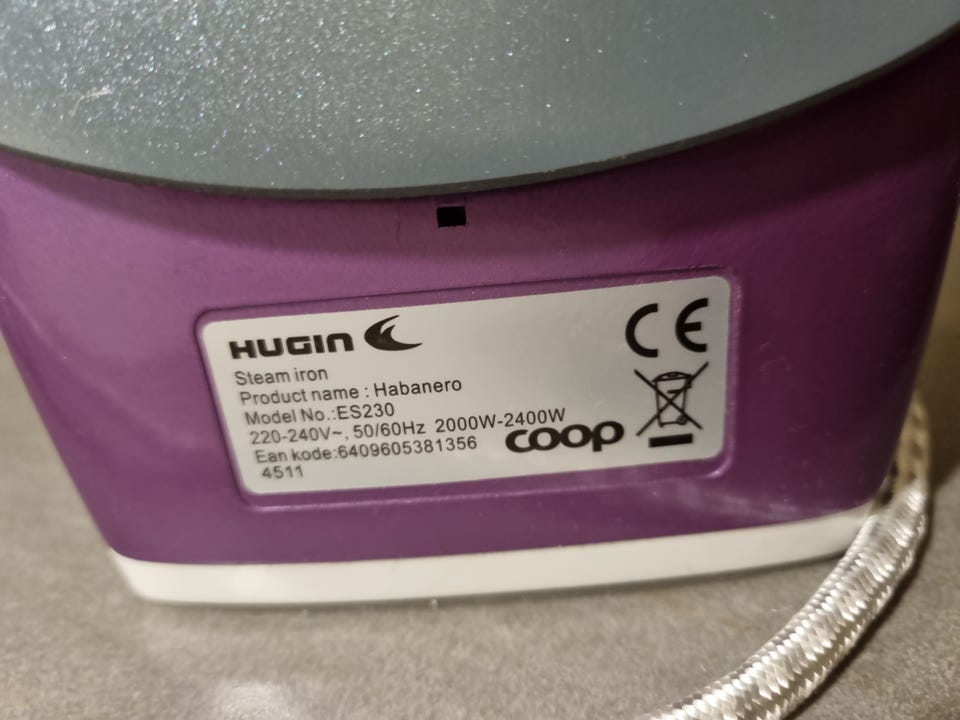 HUGIN
CE
Steam iron
Product name : Habanero
Model No.:ES230
220-240V~, 50/60Hz 2000W-2400W
Ean kode:6409605381356
coop
4511